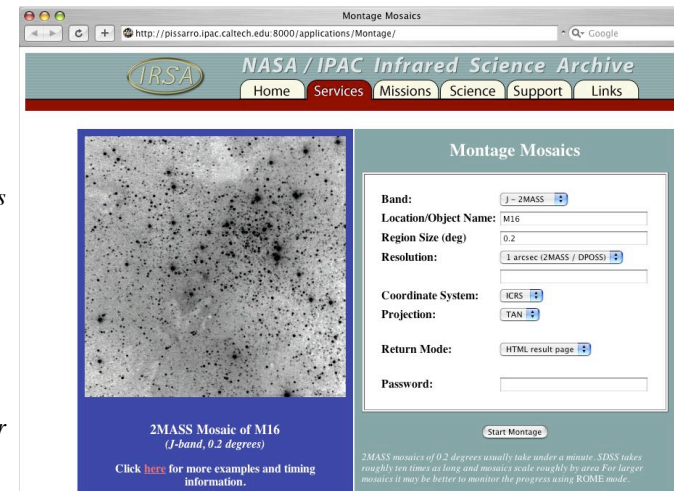 Montage Mosaics
http://pissarro.ipac.caltech.edu:8000/applications/Montage/
Google
IRSA
NASA / IPAC Infrared Science Archive
Home Services Missions Science Support Links
s
r
2MASS Mosaic of M16
(J-band, 0.2 degrees)
Click here for more examples and timing
information.
Montage Mosaics
Band: J - 2MASS
Location/Object Name: M16
Region Size (deg) 0.2
Resolution: 1 arcsec (2MASS / DPOSS)
Coordinate System: ICRS
Projection: TAN
Return Mode: HTML result page
Password:
Start Montage
2MASS mosaics of 0.2 degrees usually take under a minute. SDSS takes
roughly ten times as long and mosaics scale roughly by area For larger
mosaics it may be better to monitor the progress using ROME mode.